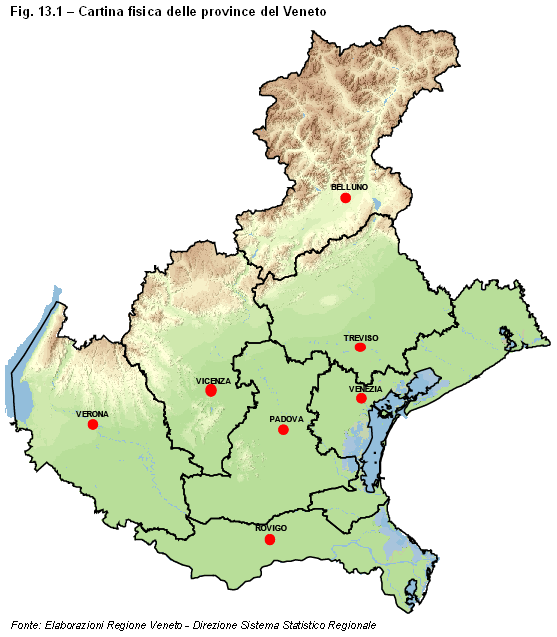 Fig. 13.1 – Cartina fisica delle province del Veneto
BELLUNO
TREVISO
VICENZA
VENEZIA
VERONA
PADOVA
ROVIGO
Fonte: Elaborazioni Regione Veneto - Direzione Sistema Statistico Regionale